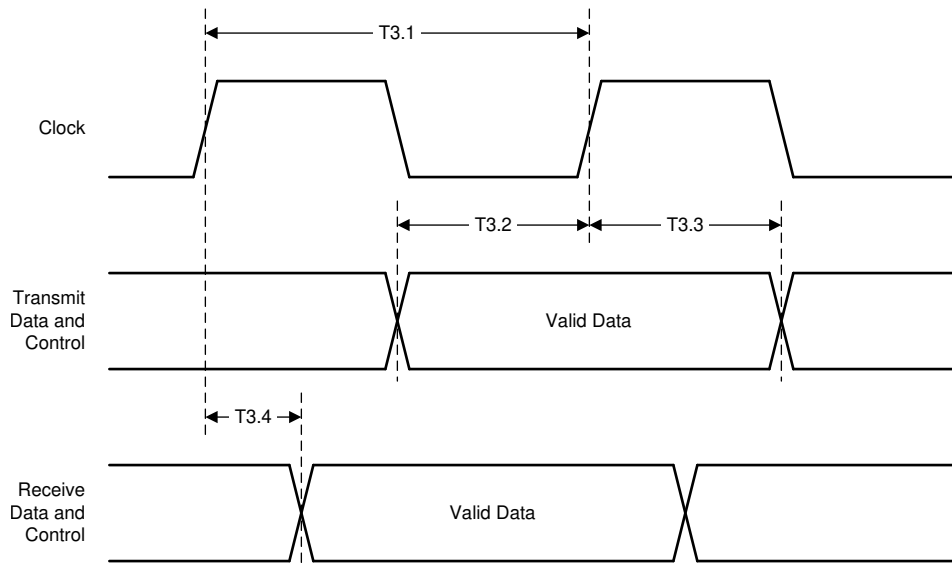 T3.1
Clock
T3.2
T3.3
Transmit
Data and
Control
Valid Data
T3.4
Receive
Data and
Control
Valid Data